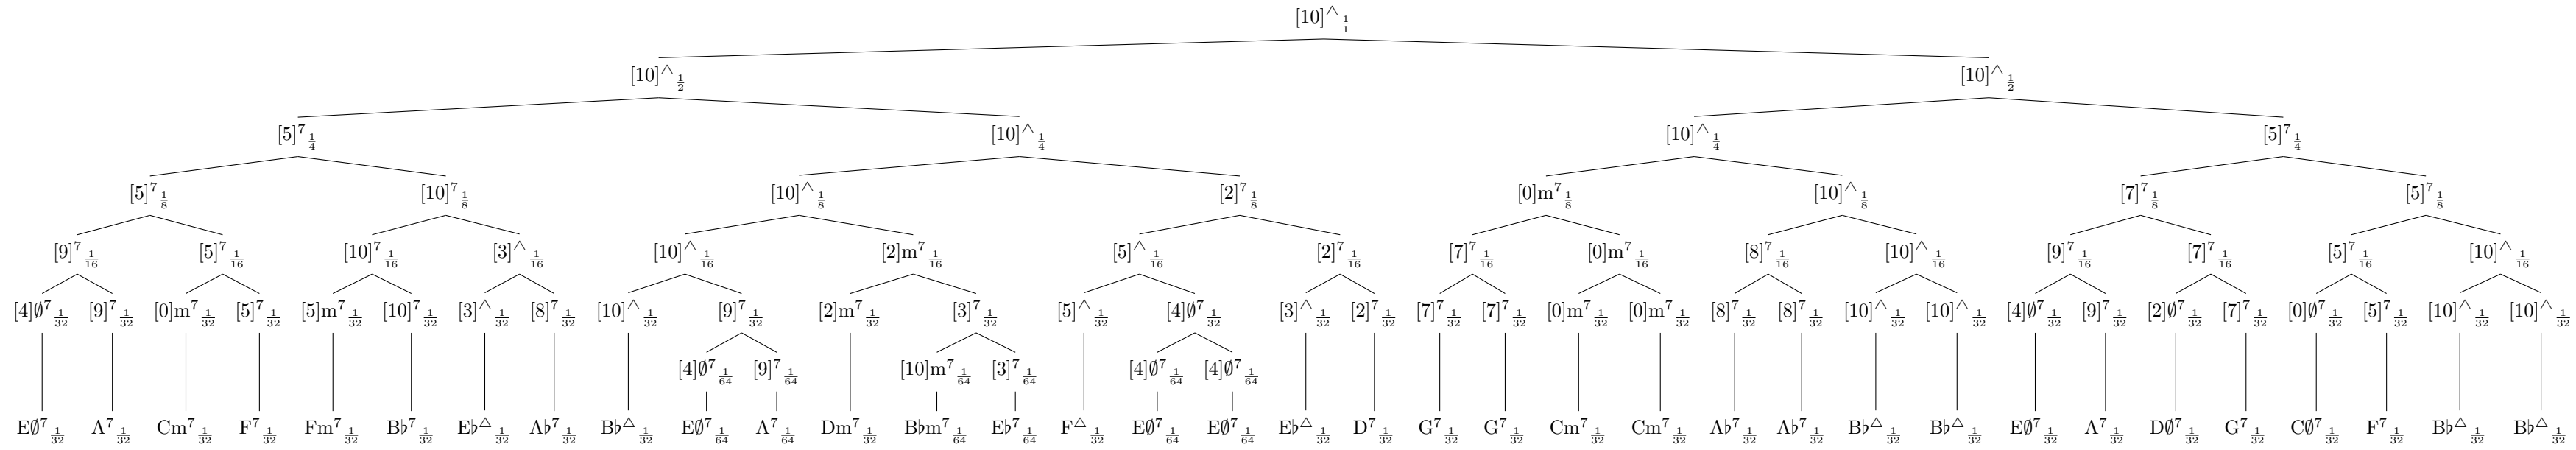 [10]△ 1/1
[10]△ 1/2 [10]△ 1/2
[5]7 1/4 [10]△ 1/4 [10]△ 1/4 [5]7 1/4
[5]7 1/8 [10]7 1/8 [10]△ 1/8 [2]7 1/8 [0]m7 1/8 [10]△ 1/8 [7]7 1/8 [5]7 1/8
[9]7 1/16 [5]7 1/16 [10]7 1/16 [3]△ 1/16 [10]△ 1/16 [2]m7 1/16 [5]△ 1/16 [2]7 1/16 [7]7 1/16 [0]m7 1/16 [8]7 1/16 [10]△ 1/16 [9]7 1/16 [7]7 1/16 [5]7 1/16 [10]△ 1/16
[4]∅7 1/32 [9]7 1/32 [0]m7 1/32 [5]7 1/32 [5]m7 1/32 [10]7 1/32 [3]△ 1/32 [8]7 1/32 [10]△ 1/32 [9]7 1/32 [2]m7 1/32 [3]7 1/32 [5]△ 1/32 [4]∅7 1/32 [3]△ 1/32 [2]7 1/32 [7]7 1/32 [7]7 1/32 [0]m7 1/32 [0]m7 1/32 [8]7 1/32 [8]7 1/32 [10]△ 1/32 [10]△ 1/32 [4]∅7 1/32 [9]7 1/32 [2]∅7 1/32 [7]7 1/32 [0]∅7 1/32 [5]7 1/32 [10]△ 1/32 [10]△ 1/32
[4]∅7 1/64 [9]7 1/64 [10]m7 1/64 [3]7 1/64 [4]∅7 1/64 [4]∅7 1/64
E∅7 1/32 A7 1/32 Cm7 1/32 F7 1/32 Fm7 1/32 B♭7 1/32 E♭△ 1/32 A♭7 1/32 B♭△ 1/32 E∅7 1/64 A7 1/64 Dm7 1/32 B♭m7 1/64 E♭7 1/64 F△ 1/32 E∅7 1/64 E∅7 1/64 E♭△ 1/32 D7 1/32 G7 1/32 G7 1/32 Cm7 1/32 Cm7 1/32 A♭7 1/32 A♭7 1/32 B♭△ 1/32 B♭△ 1/32 E∅7 1/32 A7 1/32 D∅7 1/32 G7 1/32 C∅7 1/32 F7 1/32 B♭△ 1/32 B♭△ 1/32